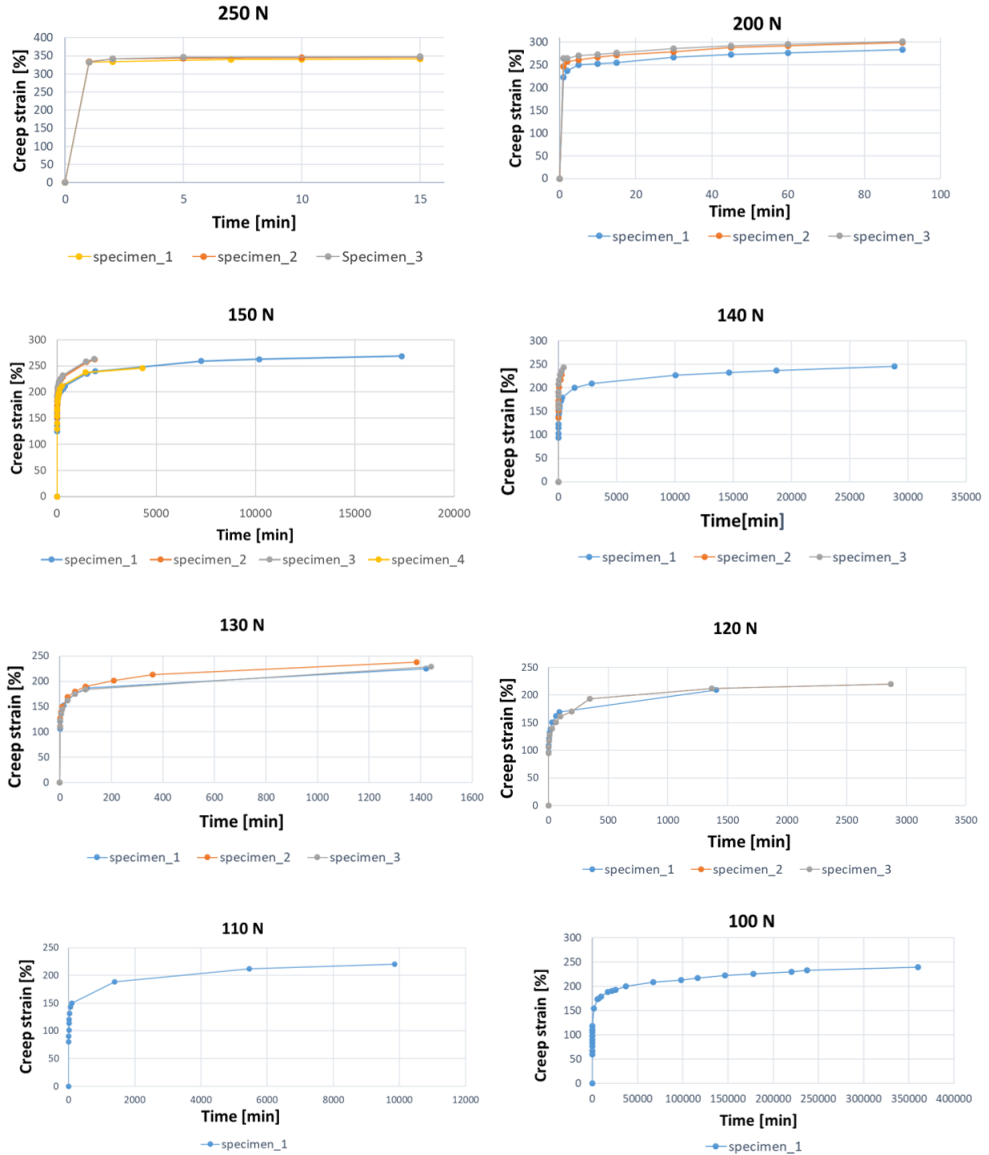 250 N
Creep strain [%]
400
350
300
250
200
150
100
50
0
0 5 10 15
Time [min]
specimen_1 specimen_2 Specimen_3
200 N
Creep strain [%]
300
250
200
150
100
50
0
0 20 40 60 80 100
Time [min]
specimen_1 specimen_2 specimen_3
150 N
Creep strain [%]
300
250
200
150
100
50
0
0 5000 10000 15000 20000
Time [min]
specimen_1 specimen_2 specimen_3 specimen_4
140 N
Creep strain [%]
300
250
200
150
100
50
0
0 5000 10000 15000 20000 25000 30000 35000
Time[min]
specimen_1 specimen_2 specimen_3
130 N
Creep strain [%]
250
200
150
100
50
0
0 200 400 600 800 1000 1200 1400 1600
Time [min]
specimen_1 specimen_2 specimen_3
120 N
Creep strain [%]
250
200
150
100
50
0
0 500 1000 1500 2000 2500 3000 3500
Time [min]
specimen_1 specimen_2 specimen_3
110 N
Creep strain [%]
250
200
150
100
50
0
0 2000 4000 6000 8000 10000 12000
Time [min]
specimen_1
100 N
Creep strain [%]
300
250
200
150
100
50
0
0 50000 100000 150000 200000 250000 300000 350000 400000
Time [min]
specimen_1